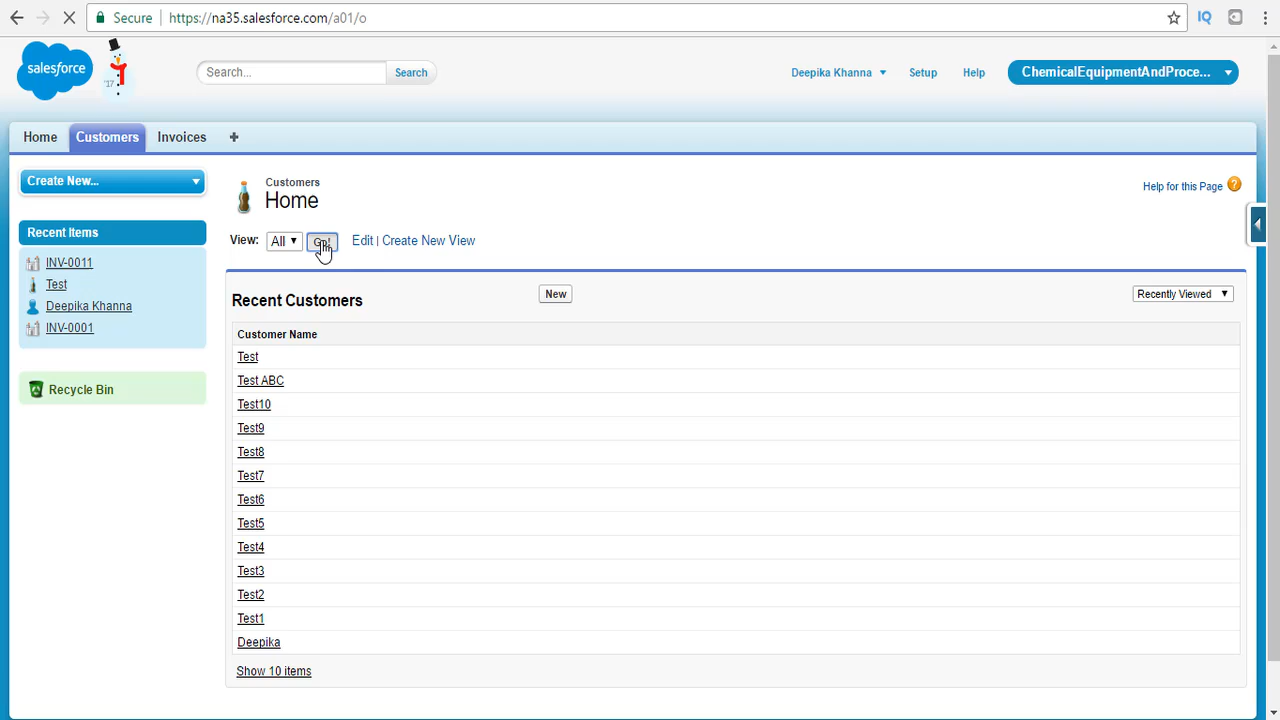 Secure https://na35.salesforce.com/a01/o
salesforce
'17
Search... Search
Deepika Khanna Setup Help ChemicalEquipmentAndProce...
Home Customers Invoices +
Create New...
Recent Items
INV-0011
Test
Deepika Khanna
INV-0001
Recycle Bin
Customers
Home
Help for this Page ?
View: All Go! Edit | Create New View
Recent Customers New Recently Viewed
Customer Name
Test
Test ABC
Test10
Test9
Test8
Test7
Test6
Test5
Test4
Test3
Test2
Test1
Deepika
Show 10 items